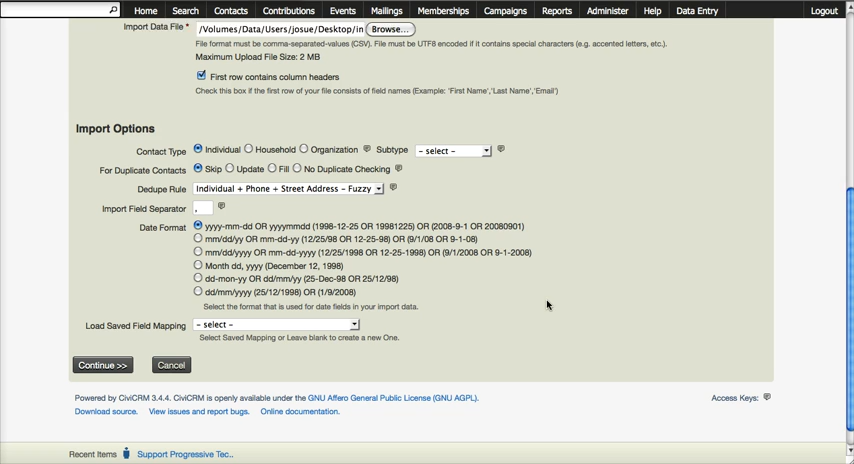 Home Search Contacts Contributions Events Mailings Memberships Campaigns Reports Administer Help Data Entry Logout
Import Data File * /Volumes/Data/Users/josue/Desktop/in Browse...
File format must be comma-separated-values (CSV). File must be UTF8 encoded if it contains special characters (e.g. accented letters, etc.).
Maximum Upload File Size: 2 MB
First row contains column headers
Check this box if the first row of your file consists of field names (Example: 'First Name','Last Name','Email')
Import Options
Contact Type Individual Household Organization Subtype - select -
For Duplicate Contacts Skip Update Fill No Duplicate Checking
Dedupe Rule Individual + Phone + Street Address - Fuzzy
Import Field Separator ,
Date Format yyyy-mm-dd OR yyyymmdd (1998-12-25 OR 19981225) OR (2008-9-1 OR 20080901)
mm/dd/yy OR mm-dd-yy (12/25/98 OR 12-25-98) OR (9/1/08 OR 9-1-08)
mm/dd/yyyy OR mm-dd-yyyy (12/25/1998 OR 12-25-1998) OR (9/1/2008 OR 9-1-2008)
Month dd, yyyy (December 12, 1998)
dd-mon-yy OR dd/mm/yy (25-Dec-98 OR 25/12/98)
dd/mm/yyyy (25/12/1998) OR (1/9/2008)
Select the format that is used for date fields in your import data.
Load Saved Field Mapping - select -
Select Saved Mapping or Leave blank to create a new One.
Continue >> Cancel
Powered by CiviCRM 3.4.4. CiviCRM is openly available under the GNU Affero General Public License (GNU AGPL). Access Keys:
Download source. View issues and report bugs. Online documentation.
Recent Items Support Progressive Tec..